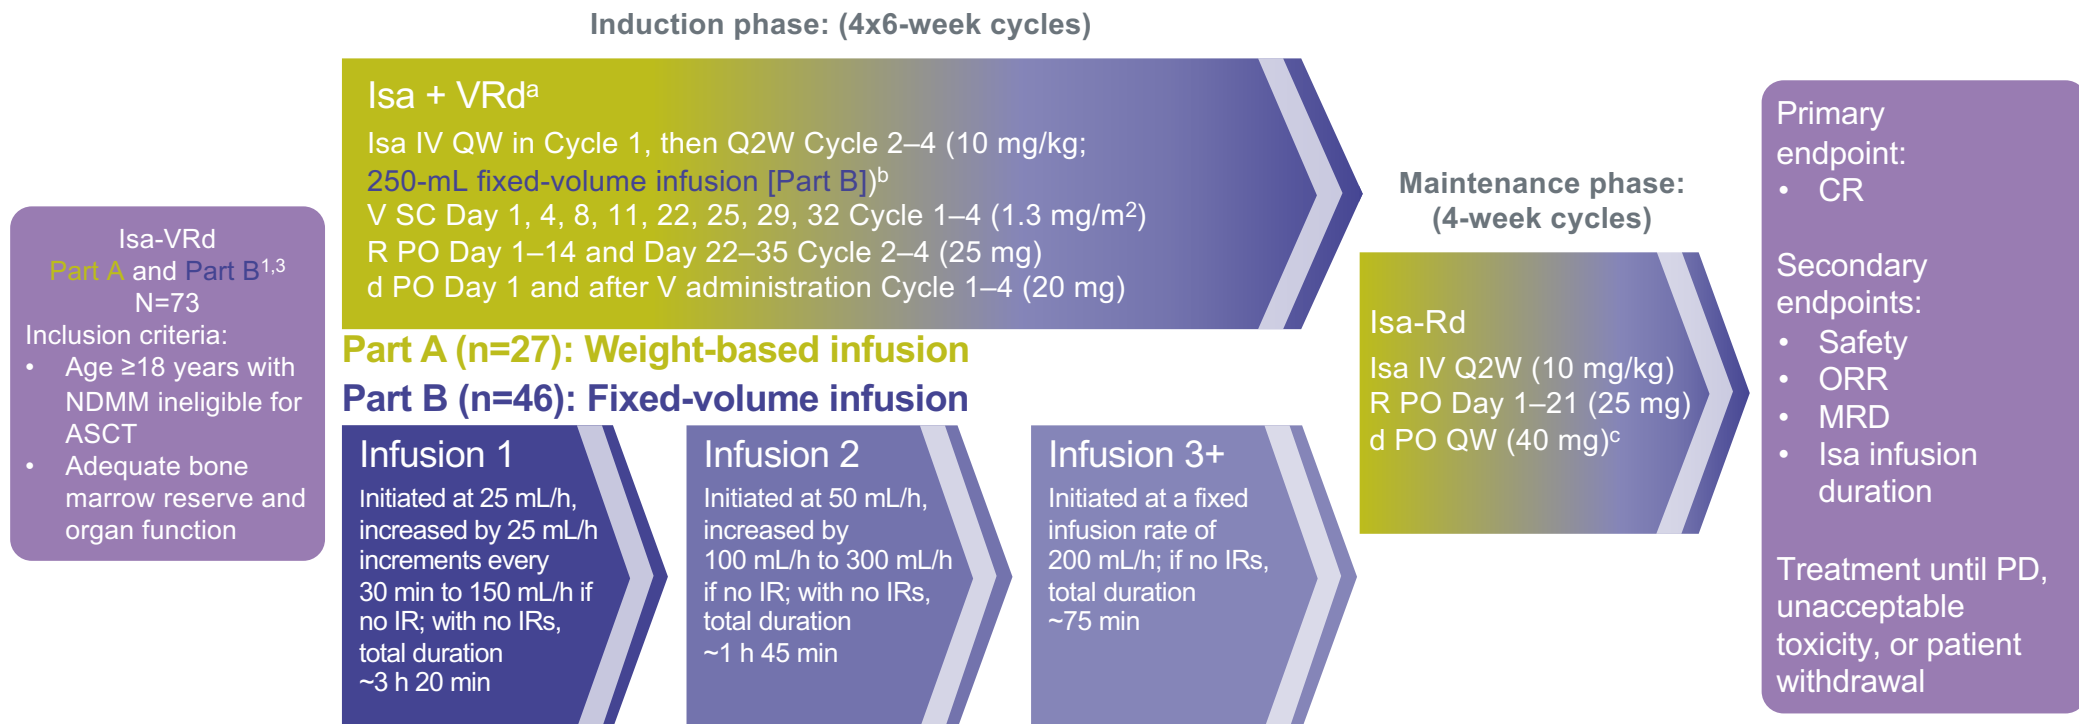 Induction phase: (4x6-week cycles)
Isa-VRd
Part A and Part B1,3
N=73
Inclusion criteria:
• Age ≥18 years with
NDMM ineligible for
ASCT
• Adequate bone
marrow reserve and
organ function
Isa + VRda
Isa IV QW in Cycle 1, then Q2W Cycle 2–4 (10 mg/kg;
250-mL fixed-volume infusion [Part B])b
V SC Day 1, 4, 8, 11, 22, 25, 29, 32 Cycle 1–4 (1.3 mg/m2)
R PO Day 1–14 and Day 22–35 Cycle 2–4 (25 mg)
d PO Day 1 and after V administration Cycle 1–4 (20 mg)
Part A (n=27): Weight-based infusion
Part B (n=46): Fixed-volume infusion
Infusion 1
Initiated at 25 mL/h,
increased by 25 mL/h
increments every
30 min to 150 mL/h if
no IR; with no IRs,
total duration
~3 h 20 min
Infusion 2
Initiated at 50 mL/h,
increased by
100 mL/h to 300 mL/h
if no IR; with no IRs,
total duration
~1 h 45 min
Infusion 3+
Initiated at a fixed
infusion rate of
200 mL/h; if no IRs,
total duration
~75 min
Maintenance phase:
(4-week cycles)
Isa-Rd
Isa IV Q2W (10 mg/kg)
R PO Day 1–21 (25 mg)
d PO QW (40 mg)c
Primary
endpoint:
• CR
Secondary
endpoints:
• Safety
• ORR
• MRD
• Isa infusion
duration
Treatment until PD,
unacceptable
toxicity, or patient
withdrawal